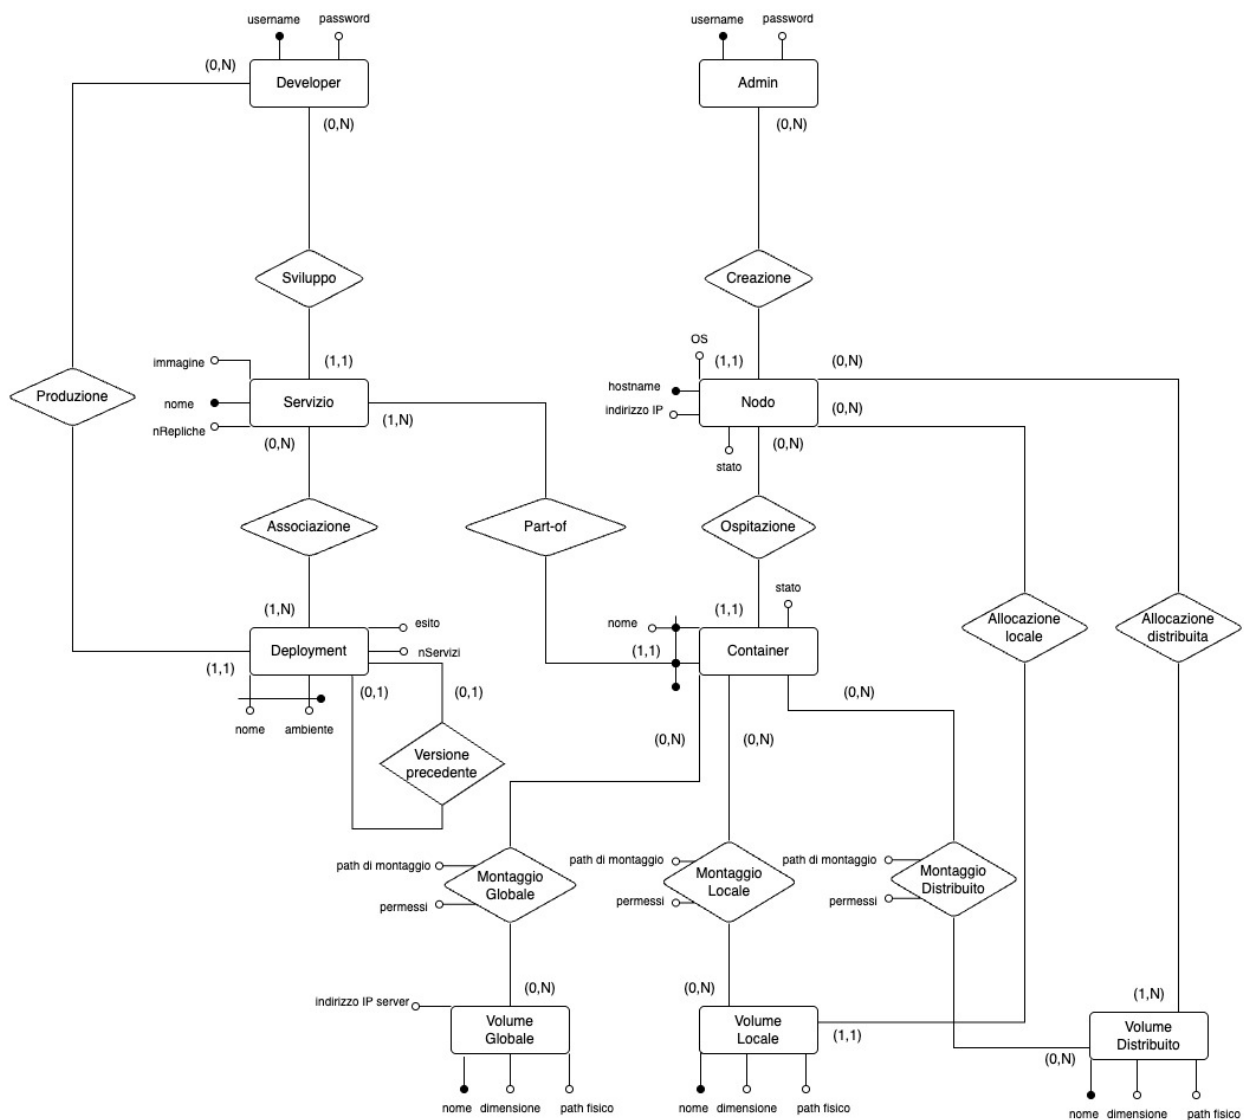 username password
username password
(0,N)
Developer
Admin
(0,N)
(0,N)
Sviluppo
Creazione
OS
immagine
(1,1)
(1,1)
(0,N)
Produzione
hostname
nome
Servizio
Nodo
indirizzo IP
(0,N)
(1,N)
nRepliche
(0,N)
(0,N)
stato
Associazione
Part-of
Ospitazione
stato
(1,N)
(1,1)
esito
nome
Allocazione
locale
Allocazione
distribuita
Deployment
nServizi
(1,1)
Container
(1,1)
(0,1)
(0,1)
(0,N)
nome
ambiente
(0,N)
(0,N)
Versione
precedente
path di montaggio
path di montaggio
path di montaggio
Montaggio
Globale
Montaggio
Locale
Montaggio
Distribuito
permessi
permessi
permessi
(0,N)
(0,N)
(1,N)
indirizzo IP server
Volume
Globale
Volume
Locale
(1,1)
Volume
Distribuito
(0,N)
nome dimensione path fisico
nome dimensione path fisico
nome dimensione path fisico